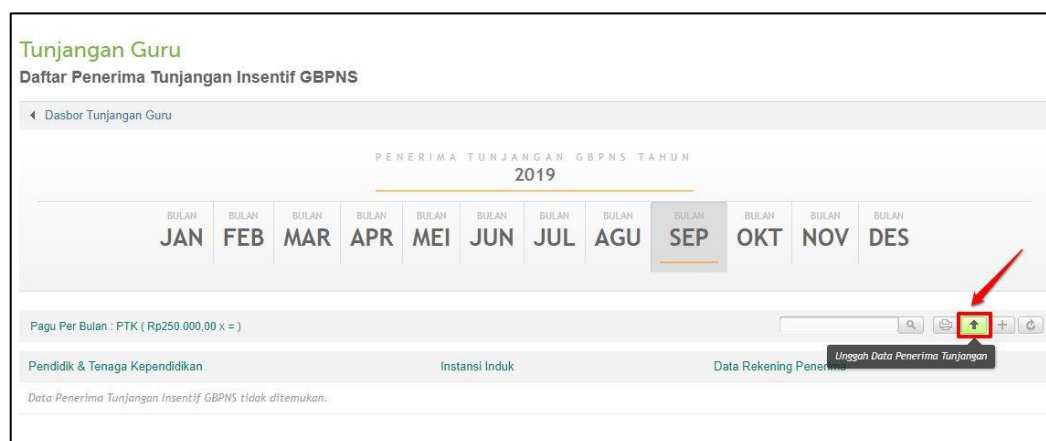 Tunjangan Guru
Daftar Penerima Tunjangan Insentif GBPNS
Dasbor Tunjangan Guru
PENERIMA TUNJANGAN GBPNS TAHUN
2019
BULAN BULAN BULAN BULAN BULAN BULAN BULAN BULAN BULAN BULAN BULAN BULAN
JAN FEB MAR APR MEI JUN JUL AGU SEP OKT NOV DES
Pagu Per Bulan : PTK ( Rp250.000,00 x = )
Unggah Data Penerima Tunjangan
Pendidik & Tenaga Kependidikan Instansi Induk Data Rekening Penerima
Data Penerima Tunjangan Insentif GBPNS tidak ditemukan.